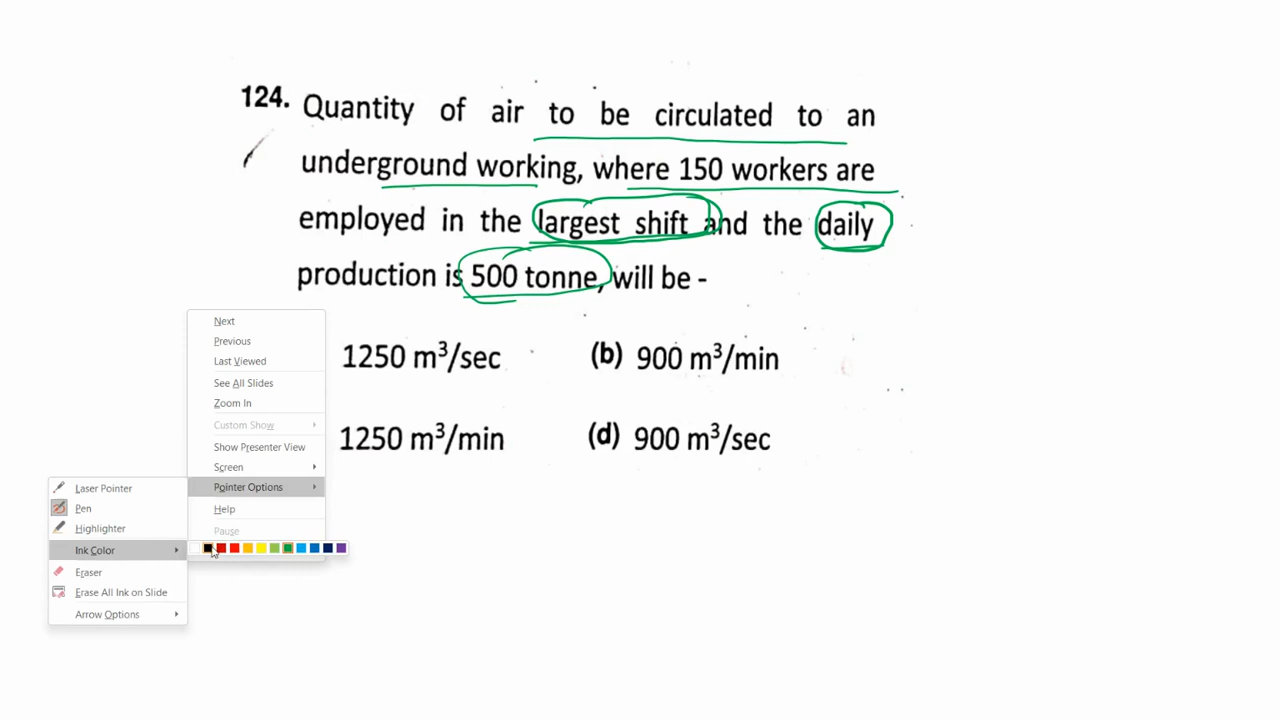 124. Quantity of air to be circulated to an
underground working, where 150 workers are
employed in the largest shift and the daily
production is 500 tonne, will be -
1250 m³/sec (b) 900 m³/min
1250 m³/min (d) 900 m³/sec
Next
Previous
Last Viewed
See All Slides
Zoom In
Custom Show
Show Presenter View
Screen
Pointer Options
Help
Pause
Laser Pointer
Pen
Highlighter
Ink Color
Eraser
Erase All Ink on Slide
Arrow Options